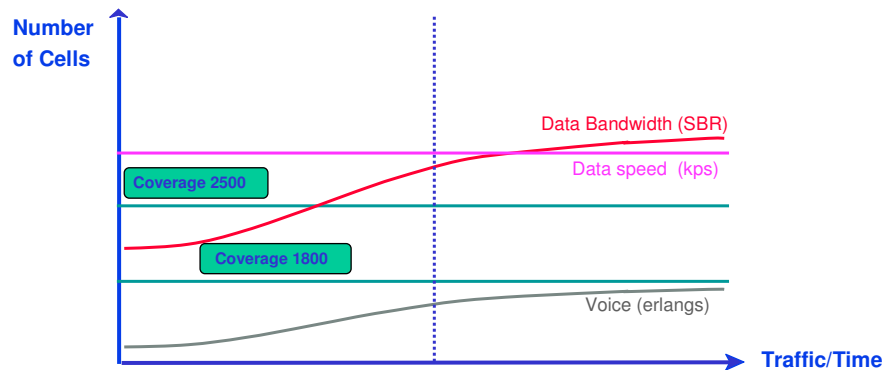 Number
of Cells
Data Bandwidth (SBR)
Data speed (kps)
Coverage 2500
Coverage 1800
Voice (erlangs)
Traffic/Time